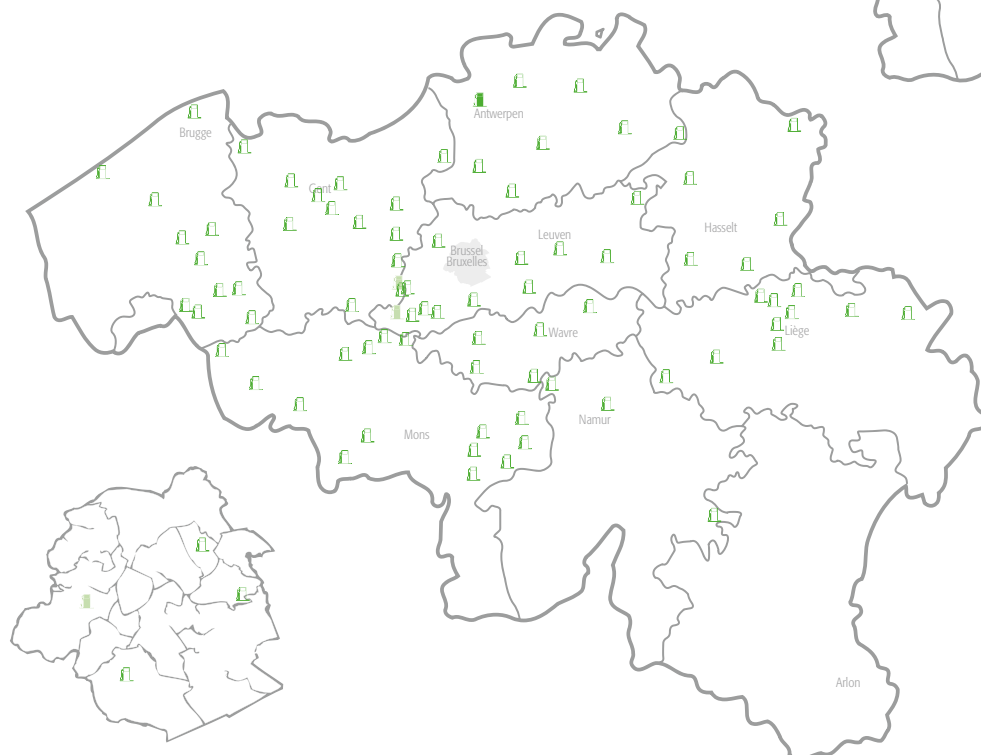 Antwerpen
Brugge
Gent
Hasselt
Leuven
Brussel
Bruxelles
Wavre
Liège
Namur
Mons
Arlon